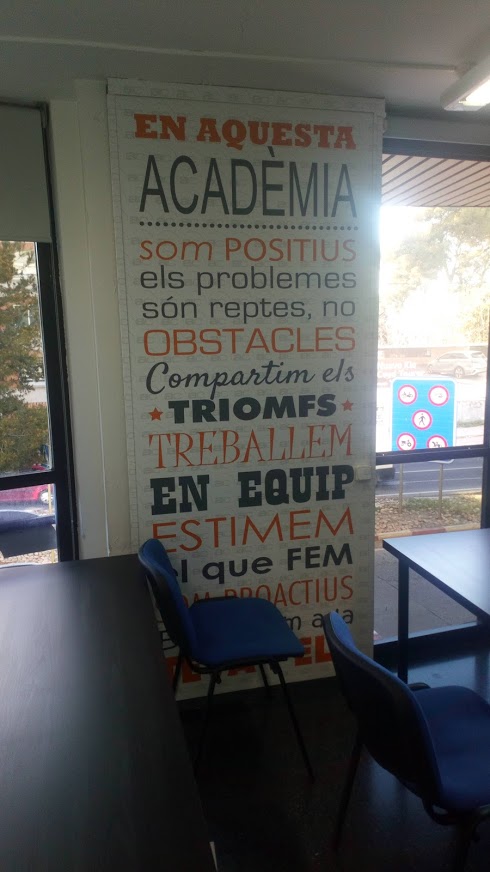 EN AQUESTA
ACADÈMIA
som POSITIUS
els problemes
són reptes, no
OBSTACLES
Compartim els
TRIOMFS
TREBALLEM
EN EQUIP
ESTIMEM
el que FEM
PROACTIUS